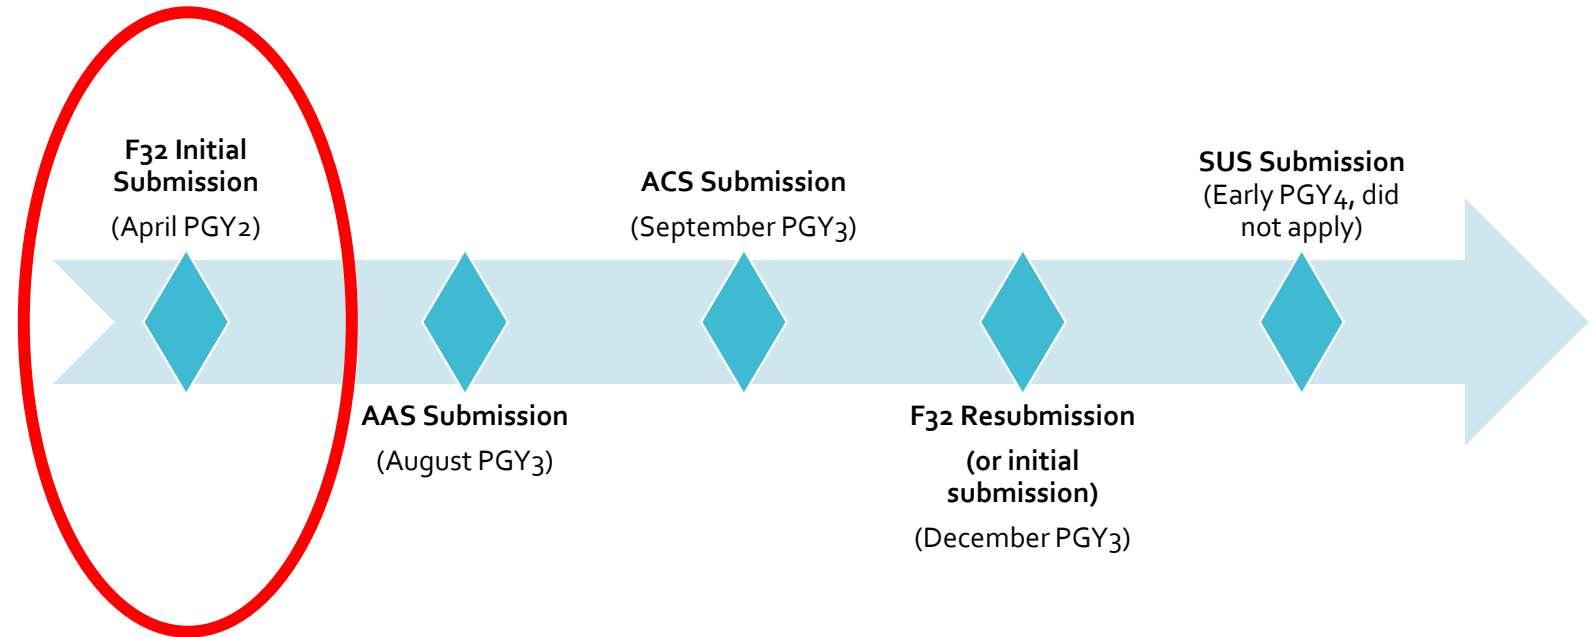 F32 Initial
Submission
(April PGY2)
AAS Submission
(August PGY3)
ACS Submission
(September PGY3)
F32 Resubmission
(or initial
submission)
(December PGY3)
SUS Submission
(Early PGY4, did
not apply)